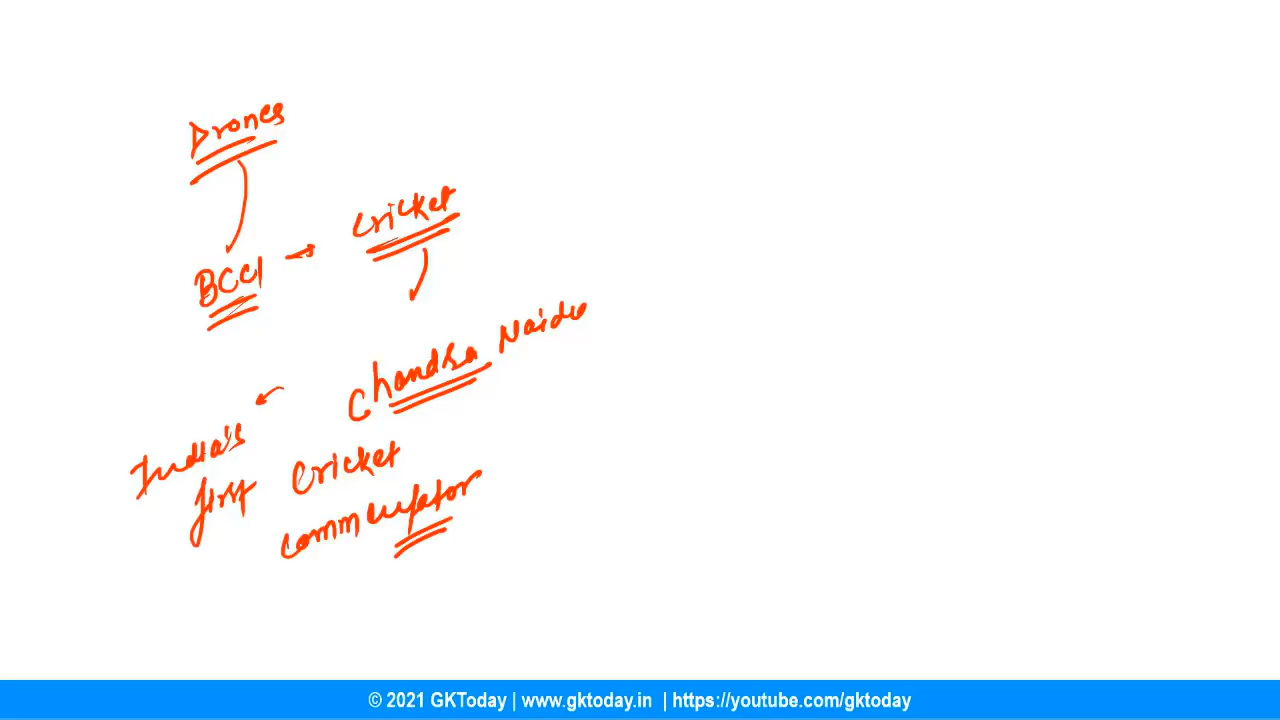 Drones
Cricket
BCCI
Chandra Naidu
India's
first Cricket
commentator
© 2021 GKToday | www.gktoday.in | https://youtube.com/gktoday